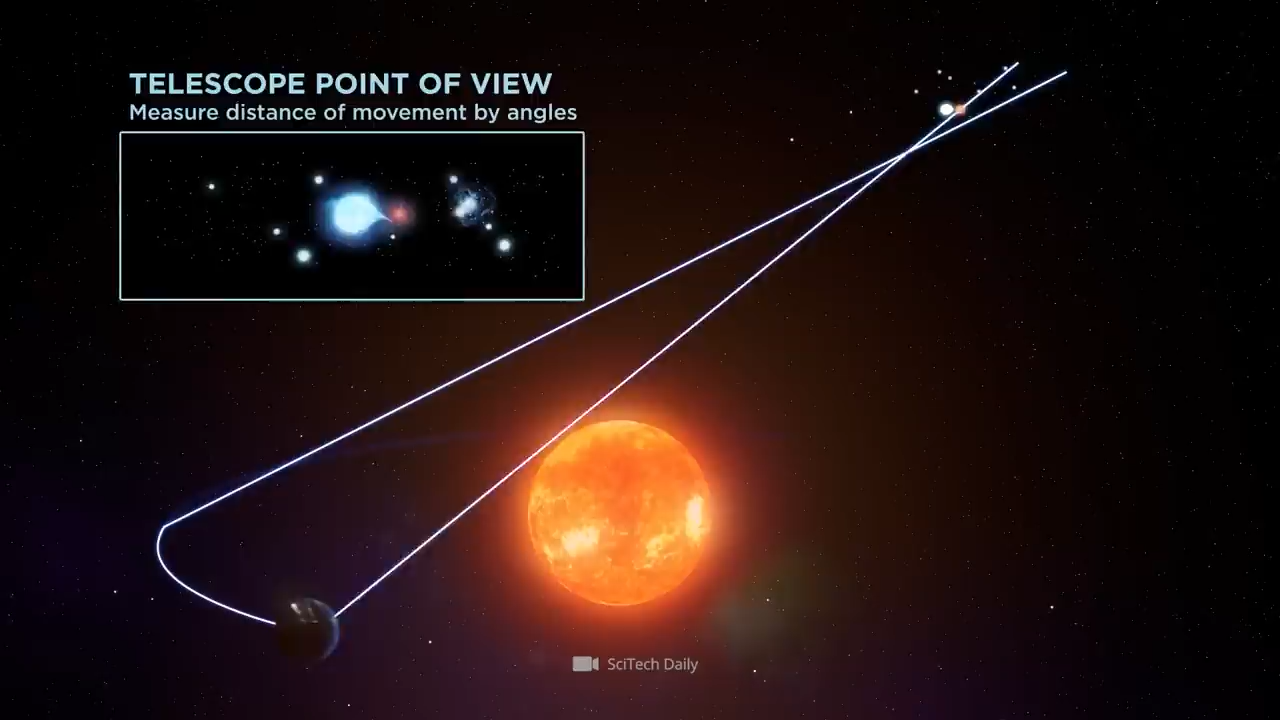 TELESCOPE POINT OF VIEW
Measure distance of movement by angles
SciTech Daily